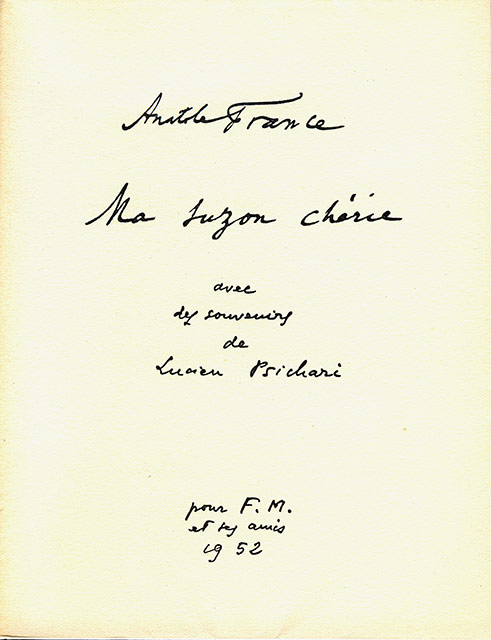 Anatole France
Ma Suzon chérie
avec
des souvenirs
de
Lucien Psichari
pour F. M.
et ses amis
1952